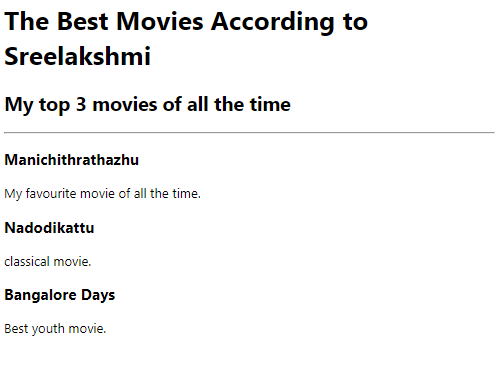 The Best Movies According to
Sreelakshmi
My top 3 movies of all the time
Manichithrathazhu
My favourite movie of all the time.
Nadodikattu
classical movie.
Bangalore Days
Best youth movie.